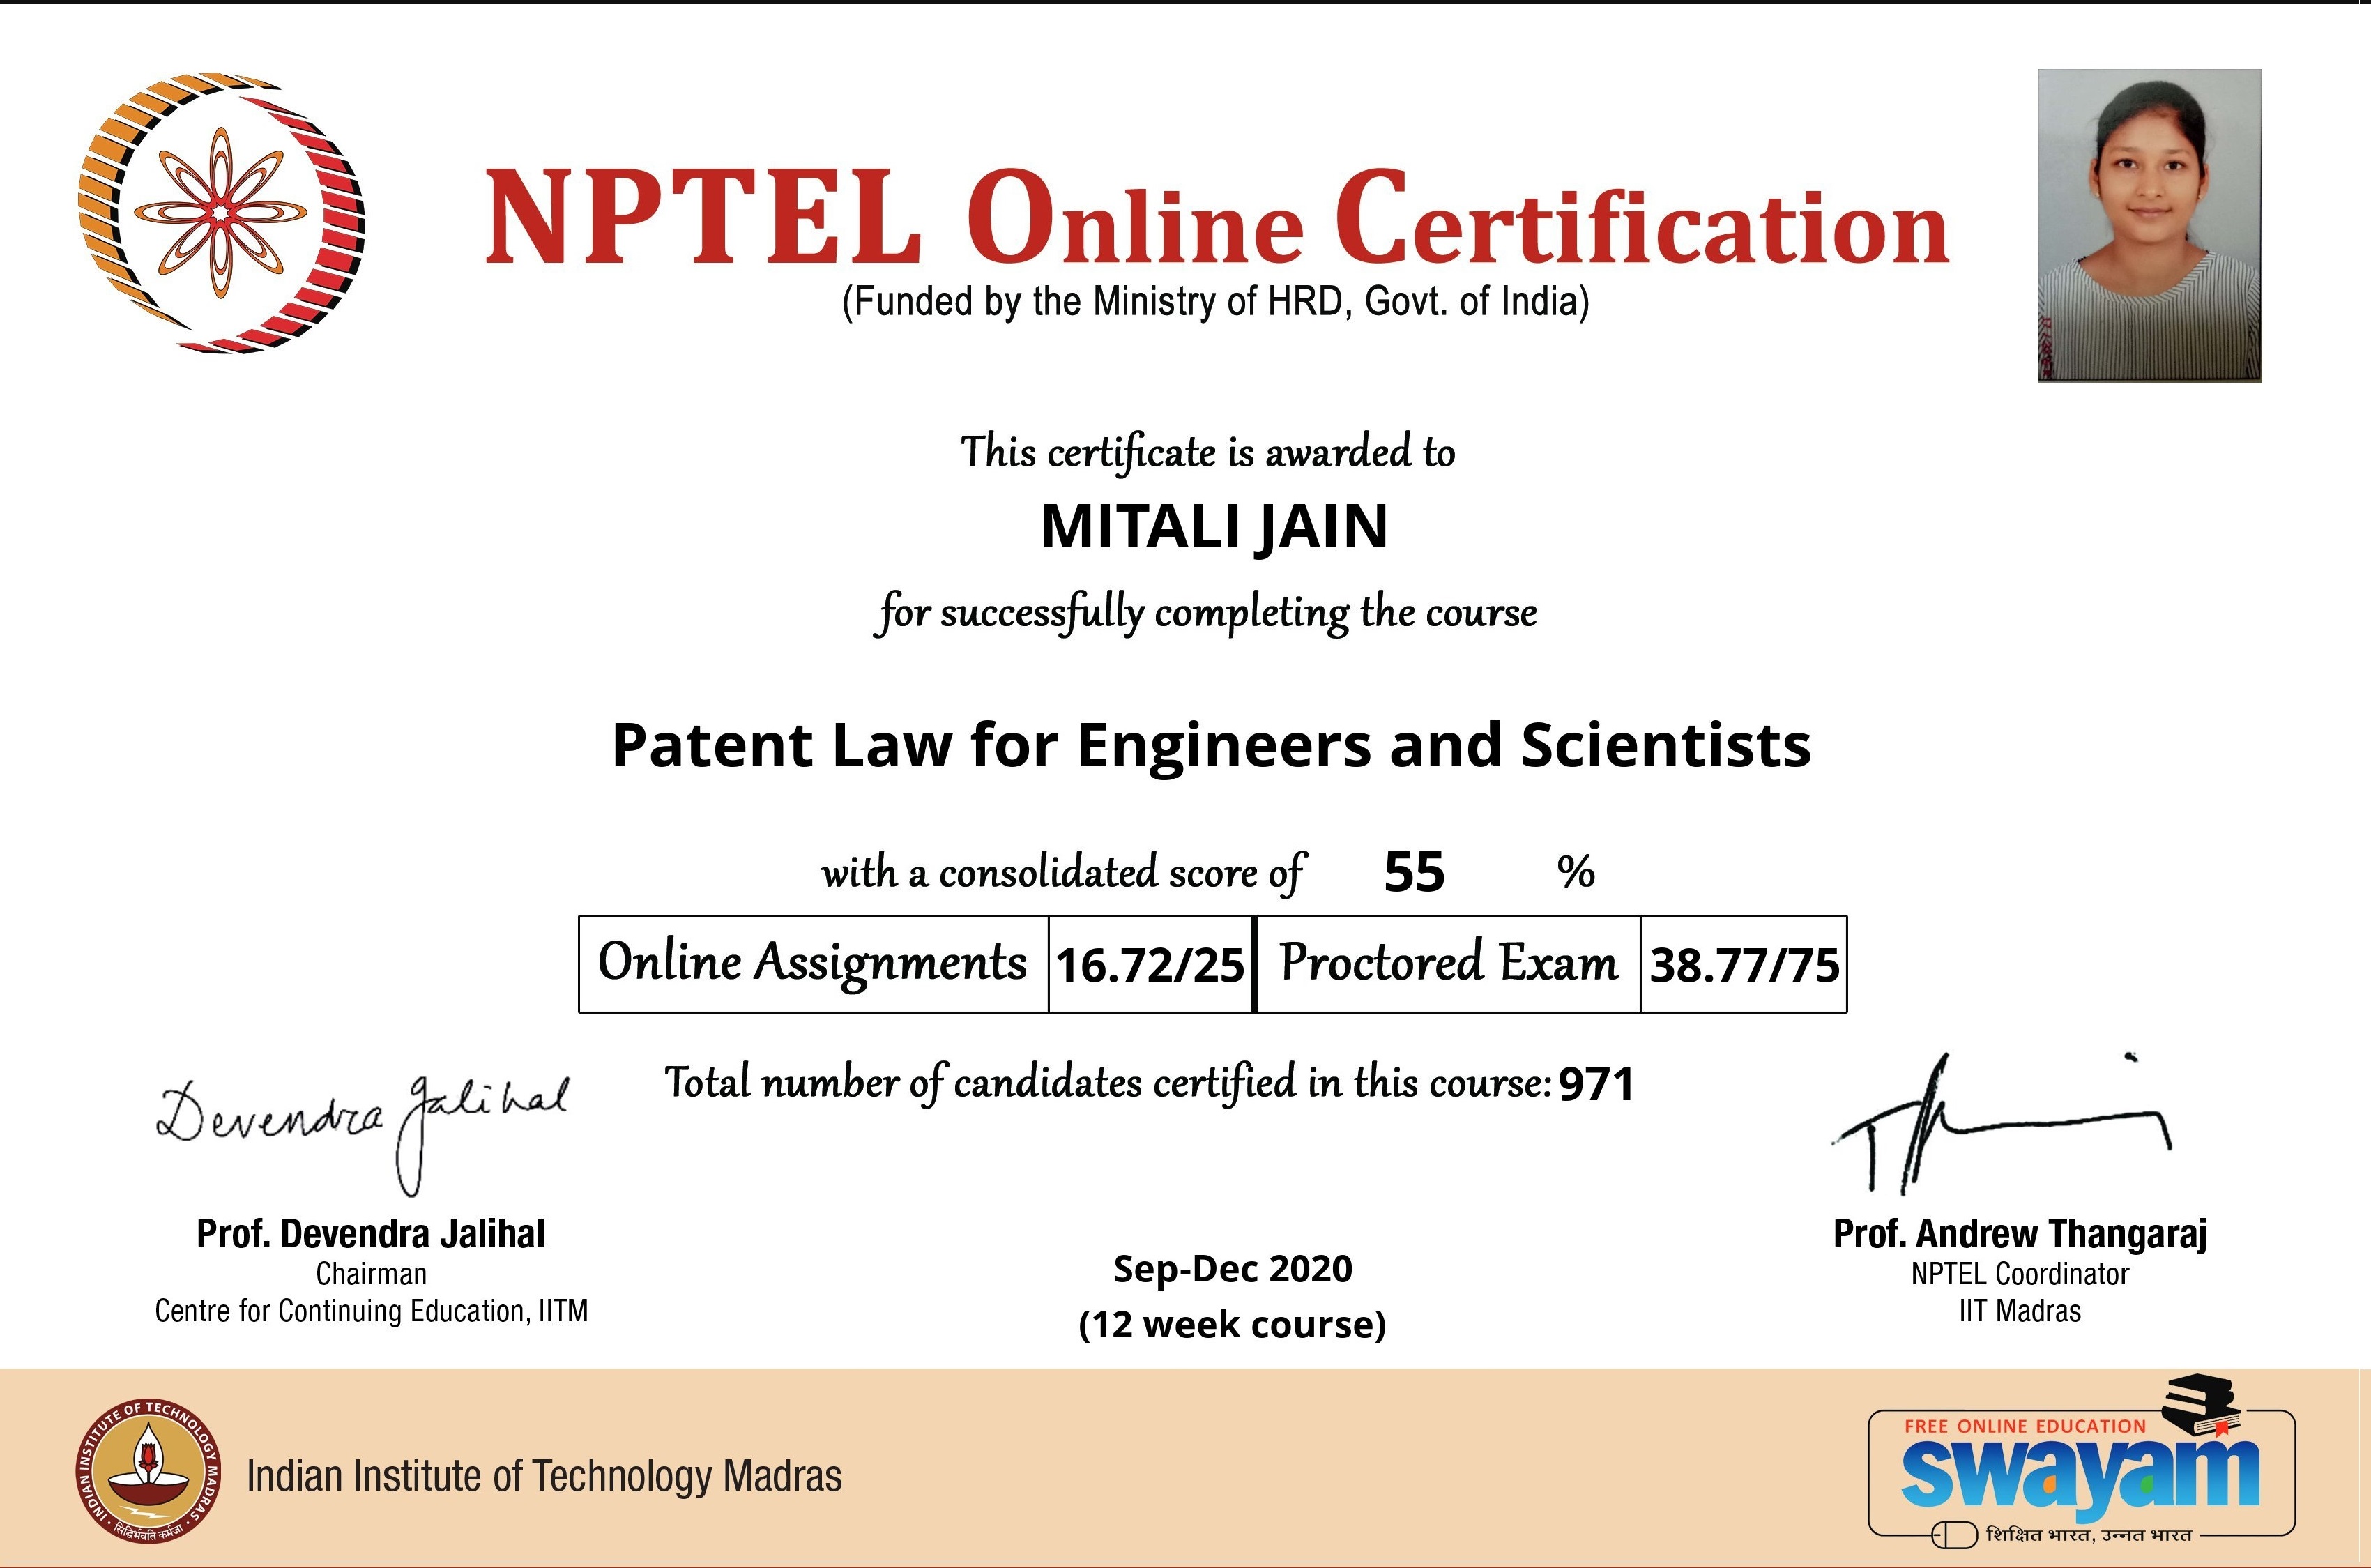 NPTEL Online Certification
(Funded by the Ministry of HRD, Govt. of India)
This certificate is awarded to
MITALI JAIN
for successfully completing the course
Patent Law for Engineers and Scientists
with a consolidated score of 55 %
Online Assignments 16.72/25 Proctored Exam 38.77/75
Total number of candidates certified in this course: 971
Devendra Jalihal
Prof. Devendra Jalihal
Chairman
Centre for Continuing Education, IITM
Sep-Dec 2020
(12 week course)
Prof. Andrew Thangaraj
NPTEL Coordinator
IIT Madras
INDIAN INSTITUTE OF TECHNOLOGY MADRAS
सिद्धिर्भवति कर्मजा
Indian Institute of Technology Madras
FREE ONLINE EDUCATION
swayam
शिक्षित भारत, उन्नत भारत